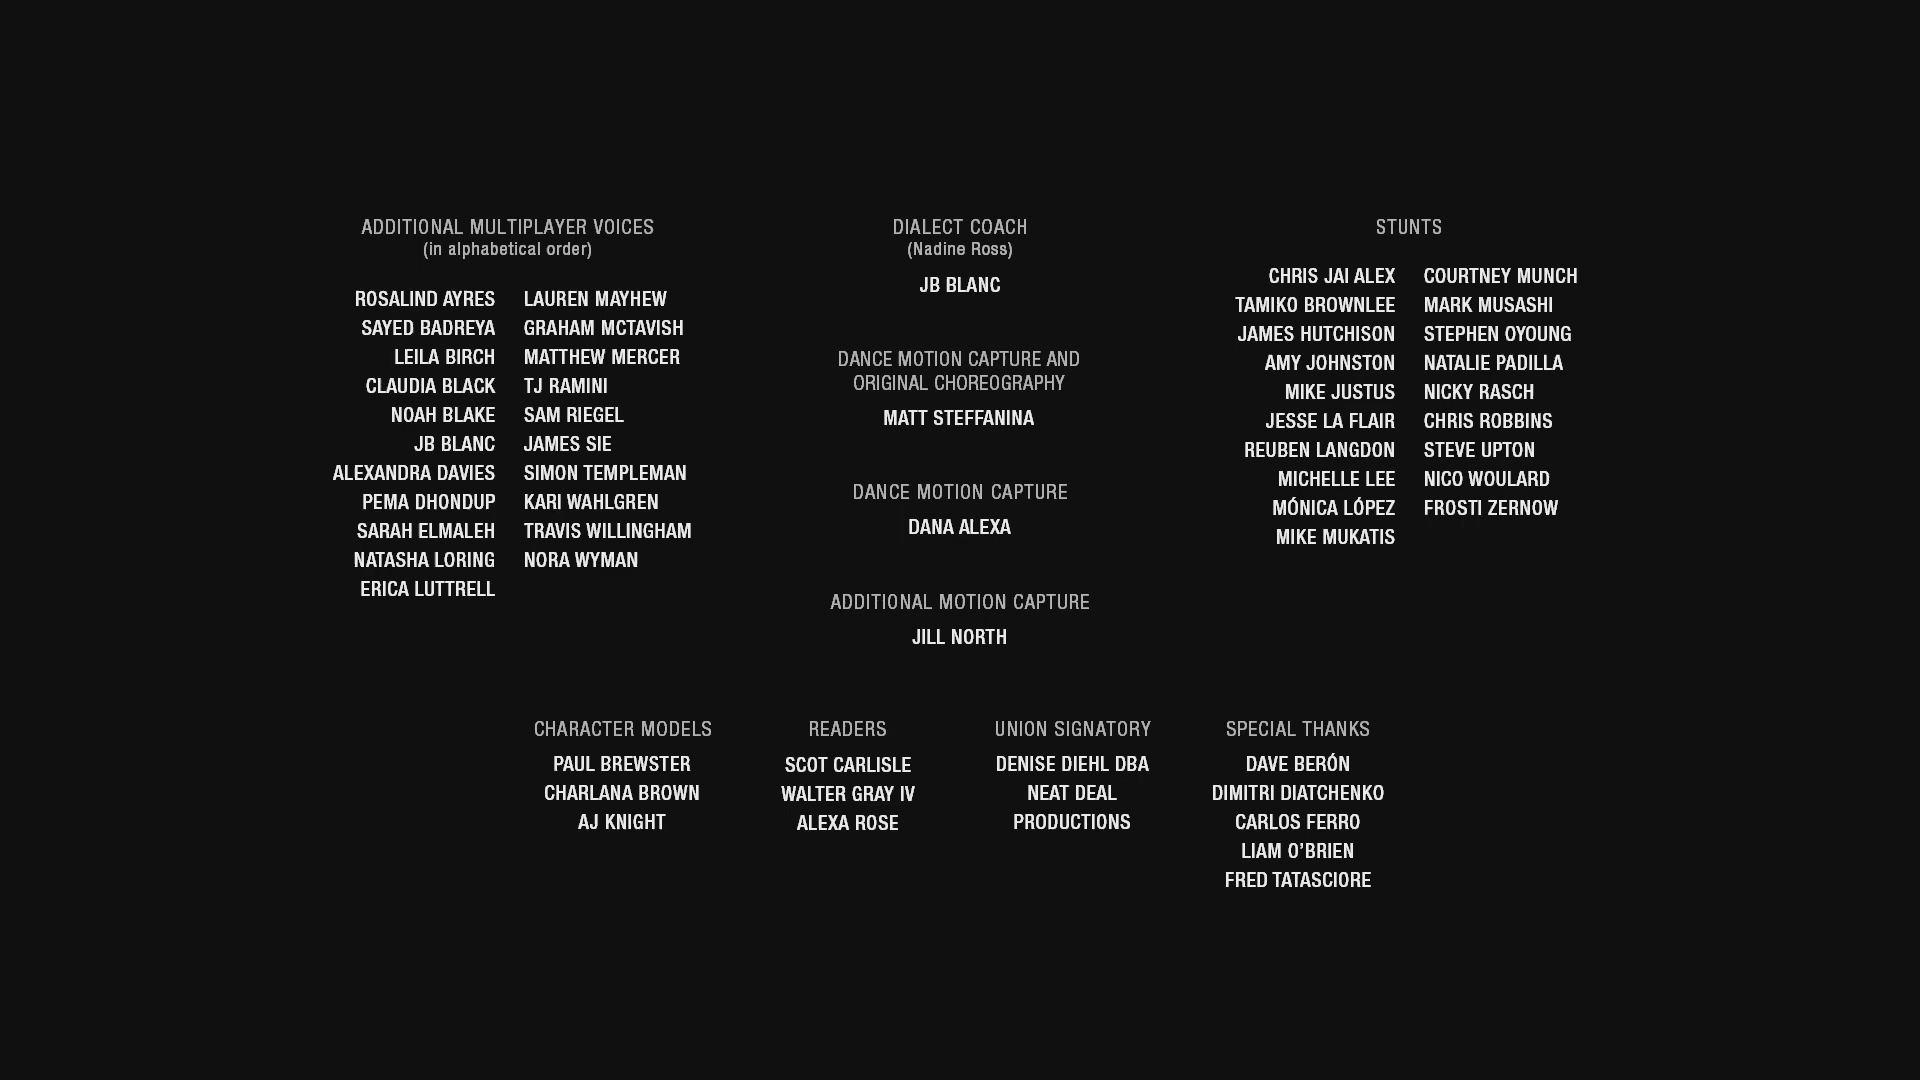 ADDITIONAL MULTIPLAYER VOICES
(in alphabetical order)
ROSALIND AYRES
SAYED BADREYA
LEILA BIRCH
CLAUDIA BLACK
NOAH BLAKE
JB BLANC
ALEXANDRA DAVIES
PEMA DHONDUP
SARAH ELMALEH
NATASHA LORING
ERICA LUTTRELL
LAUREN MAYHEW
GRAHAM MCTAVISH
MATTHEW MERCER
TJ RAMINI
SAM RIEGEL
JAMES SIE
SIMON TEMPLEMAN
KARI WAHLGREN
TRAVIS WILLINGHAM
NORA WYMAN
DIALECT COACH
(Nadine Ross)
JB BLANC
DANCE MOTION CAPTURE AND
ORIGINAL CHOREOGRAPHY
MATT STEFFANINA
DANCE MOTION CAPTURE
DANA ALEXA
ADDITIONAL MOTION CAPTURE
JILL NORTH
STUNTS
CHRIS JAI ALEX
TAMIKO BROWNLEE
JAMES HUTCHISON
AMY JOHNSTON
MIKE JUSTUS
JESSE LA FLAIR
REUBEN LANGDON
MICHELLE LEE
MÓNICA LÓPEZ
MIKE MUKATIS
COURTNEY MUNCH
MARK MUSASHI
STEPHEN OYOUNG
NATALIE PADILLA
NICKY RASCH
CHRIS ROBBINS
STEVE UPTON
NICO WOULARD
FROSTI ZERNOW
CHARACTER MODELS
PAUL BREWSTER
CHARLANA BROWN
AJ KNIGHT
READERS
SCOT CARLISLE
WALTER GRAY IV
ALEXA ROSE
UNION SIGNATORY
DENISE DIEHL DBA
NEAT DEAL
PRODUCTIONS
SPECIAL THANKS
DAVE BERÓN
DIMITRI DIATCHENKO
CARLOS FERRO
LIAM O’BRIEN
FRED TATASCIORE